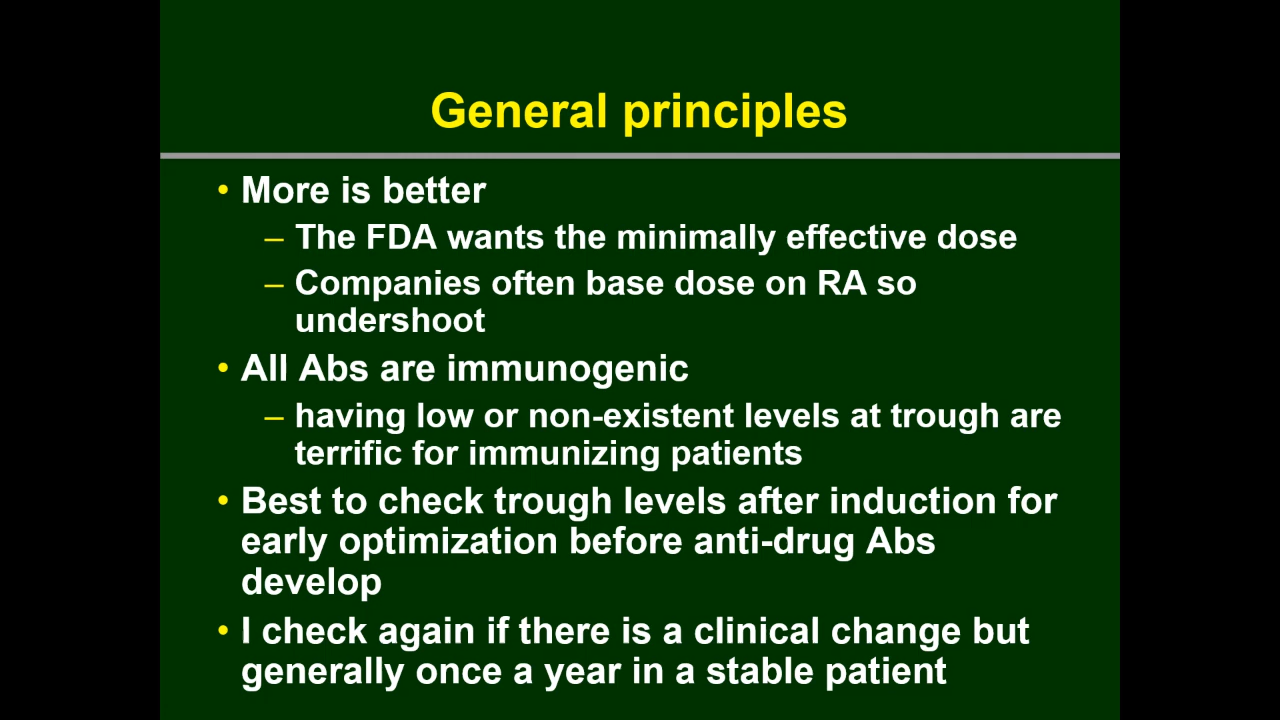 General principles
• More is better
– The FDA wants the minimally effective dose
– Companies often base dose on RA so
undershoot
• All Abs are immunogenic
– having low or non-existent levels at trough are
terrific for immunizing patients
• Best to check trough levels after induction for
early optimization before anti-drug Abs
develop
• I check again if there is a clinical change but
generally once a year in a stable patient